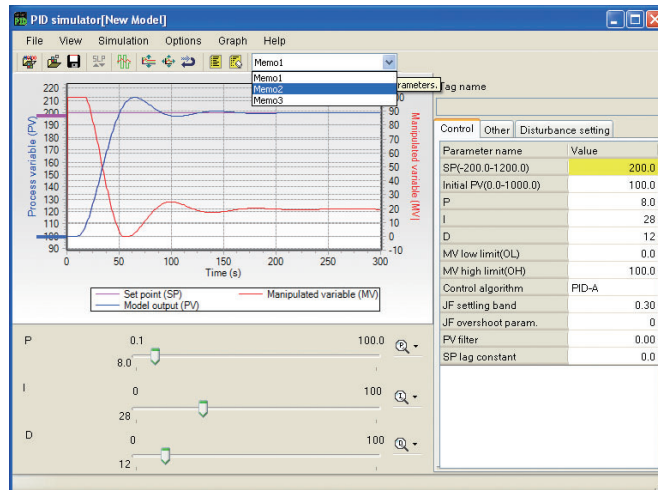 PID simulator[New Model]
File View Simulation Options Graph Help
SLP Memo1
Memo1
Memo2
Memo3
rameters.
Tag name
Control Other Disturbance setting
Parameter name Value
SP(-200.0-1200.0) 200.0
Initial PV(0.0-1000.0) 100.0
P 8.0
I 28
D 12
MV low limit(OL) 0.0
MV high limit(OH) 100.0
Control algorithm PID-A
JF settling band 0.30
JF overshoot param. 0
PV filter 0.00
SP lag constant 0.0
Process variable (PV)
220
210
200
190
180
170
160
150
140
130
120
110
100
90
Manipulated variable (MV)
90
80
70
60
50
40
30
20
10
0
-10
0 50 100 150 200 250 300
Time (s)
Set point (SP) Manipulated variable (MV)
Model output (PV)
P 0.1 100.0
8.0
P
I 0 100
28
I
D 0 100
12
D